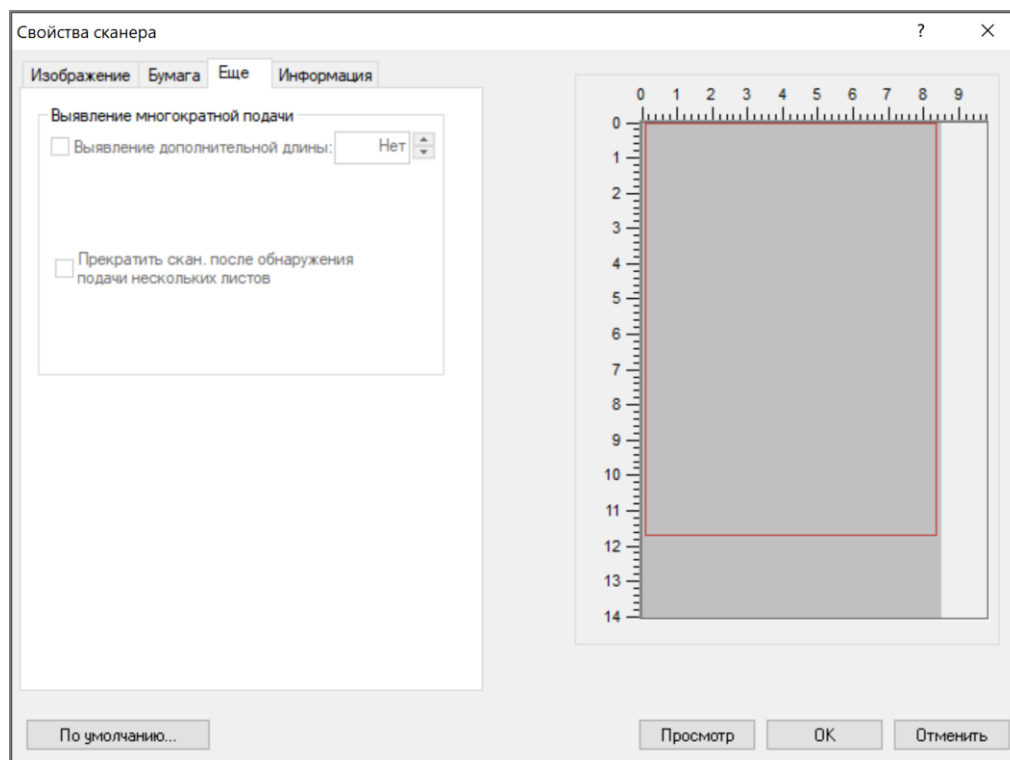 Свойства сканера ? ×
Изображение Бумага Еще Информация
Выявление многократной подачи
Выявление дополнительной длины: Нет
Прекратить скан. после обнаружения
подачи нескольких листов
0 1 2 3 4 5 6 7 8 9
0
1
2
3
4
5
6
7
8
9
10
11
12
13
14
По умолчанию... Просмотр OK Отменить